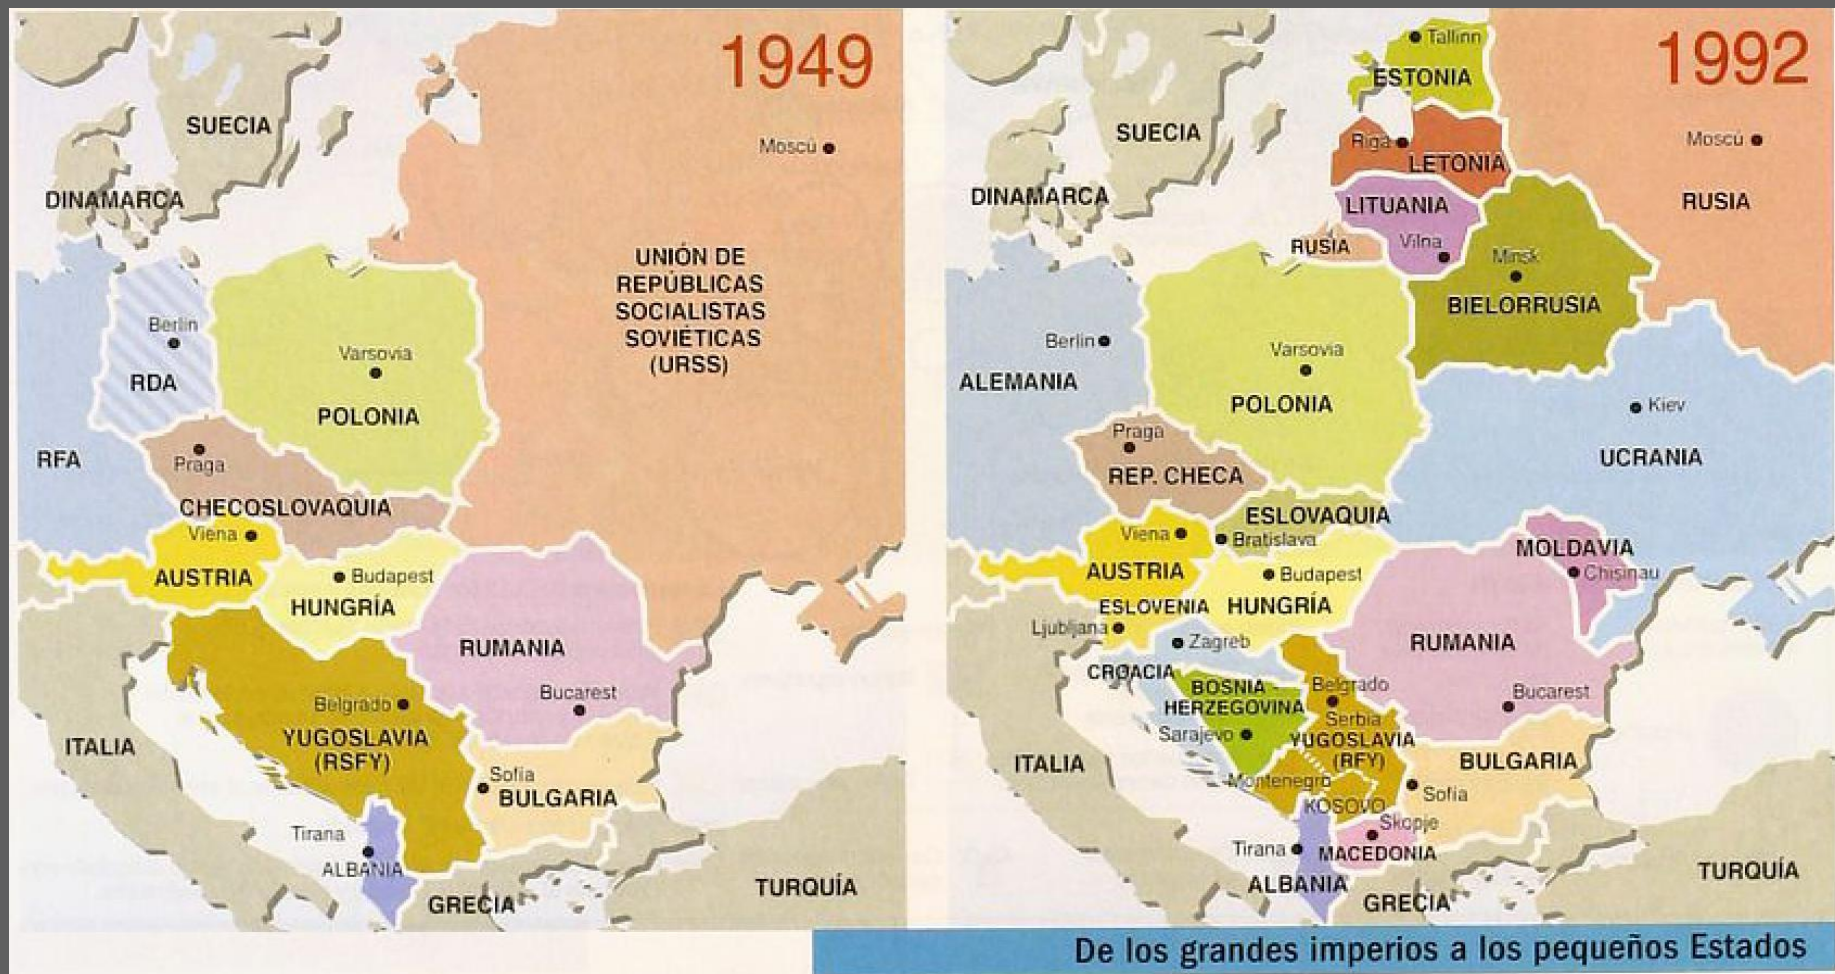 1949
SUECIA
Moscú
DINAMARCA
UNIÓN DE
REPÚBLICAS
SOCIALISTAS
SOVIÉTICAS
(URSS)
Berlín
RDA
Varsovia
POLONIA
RFA
Praga
CHECOSLOVAQUIA
Viena
AUSTRIA
Budapest
HUNGRÍA
RUMANIA
Bucarest
Belgrado
YUGOSLAVIA
(RSFY)
ITALIA
Sofia
BULGARIA
Tirana
ALBANIA
GRECIA
TURQUÍA
1992
Tallinn
ESTONIA
SUECIA
Moscú
Riga
LETONIA
DINAMARCA
LITUANIA
RUSIA
RUSIA
Vilna
Minsk
BIELORRUSIA
Berlin
Varsovia
ALEMANIA
POLONIA
Kiev
UCRANIA
Praga
REP. CHECA
ESLOVAQUIA
Viena
Bratislava
MOLDAVIA
Chisinau
AUSTRIA
Budapest
ESLOVENIA
HUNGRÍA
Ljubljana
Zagreb
RUMANIA
CROACIA
BOSNIA -
HERZEGOVINA
Belgrado
Bucarest
Serbia
Sarajevo
YUGOSLAVIA
(RFY)
ITALIA
BULGARIA
Montenegro
Sofia
KOSOVO
Skopje
Tirana
MACEDONIA
ALBANIA
GRECIA
TURQUÍA
De los grandes imperios a los pequeños Estados